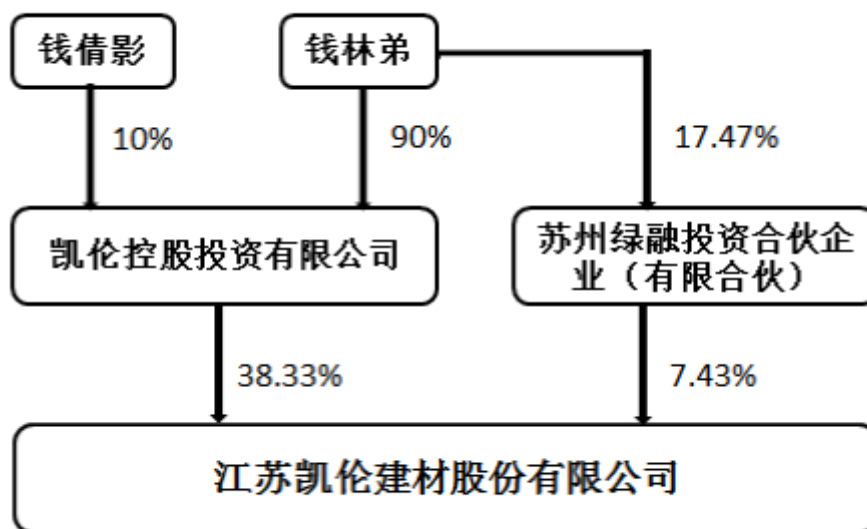 钱倩影
钱林弟
10%
90%
17.47%
凯伦控股投资有限公司
苏州绿融投资合伙企
业（有限合伙）
38.33%
7.43%
江苏凯伦建材股份有限公司